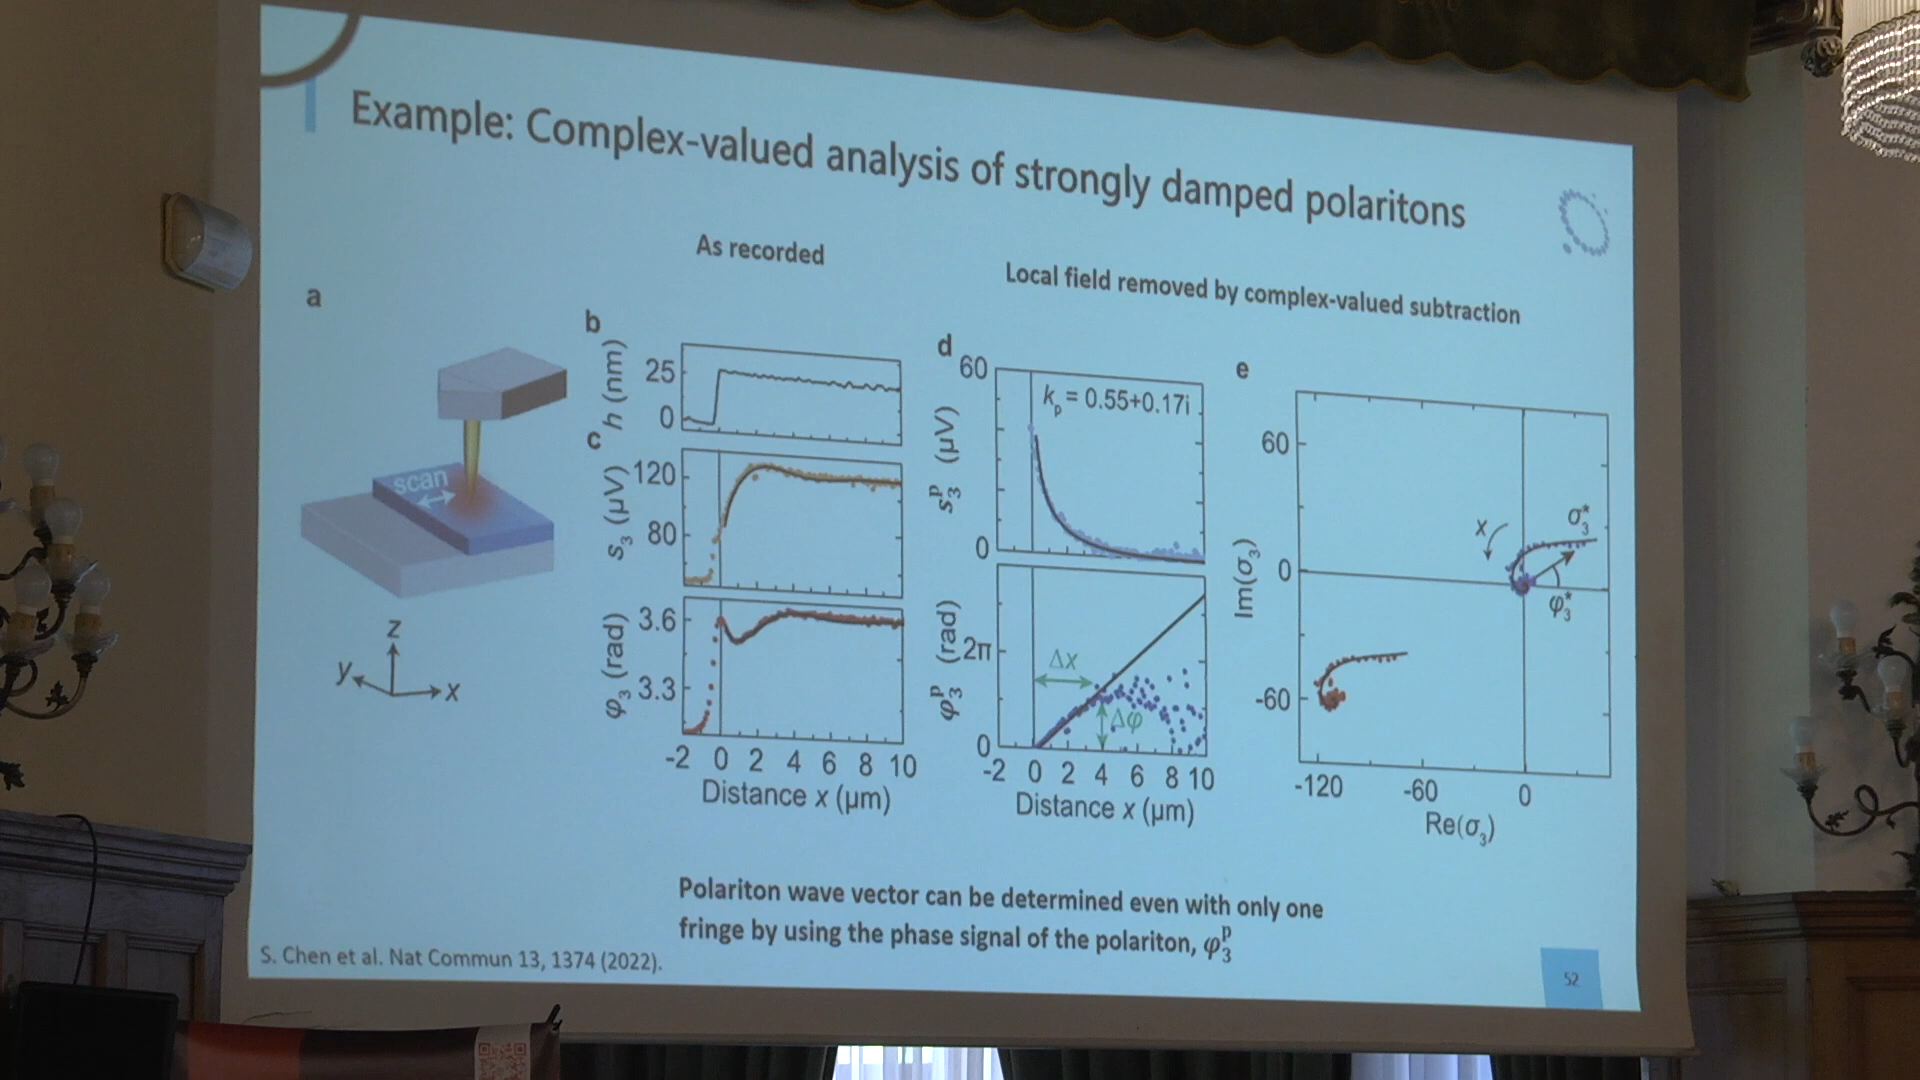 Example: Complex-valued analysis of strongly damped polaritons
As recorded
Local field removed by complex-valued subtraction
a
scan
z
y
x
b
h (nm)
25
0
c
s₃ (μV)
120
80
φ₃ (rad)
3.6
3.3
-2 0 2 4 6 8 10
Distance x (μm)
d
s₃ᵖ (μV)
60
0
kₚ = 0.55+0.17i
φ₃ᵖ (rad)
2π
0
Δx
Δφ
-2 0 2 4 6 8 10
Distance x (μm)
e
Im(σ₃)
60
0
-60
x
σ₃*
φ₃*
-120 -60 0
Re(σ₃)
Polariton wave vector can be determined even with only one
fringe by using the phase signal of the polariton, φ₃ᵖ
S. Chen et al. Nat Commun 13, 1374 (2022).
52